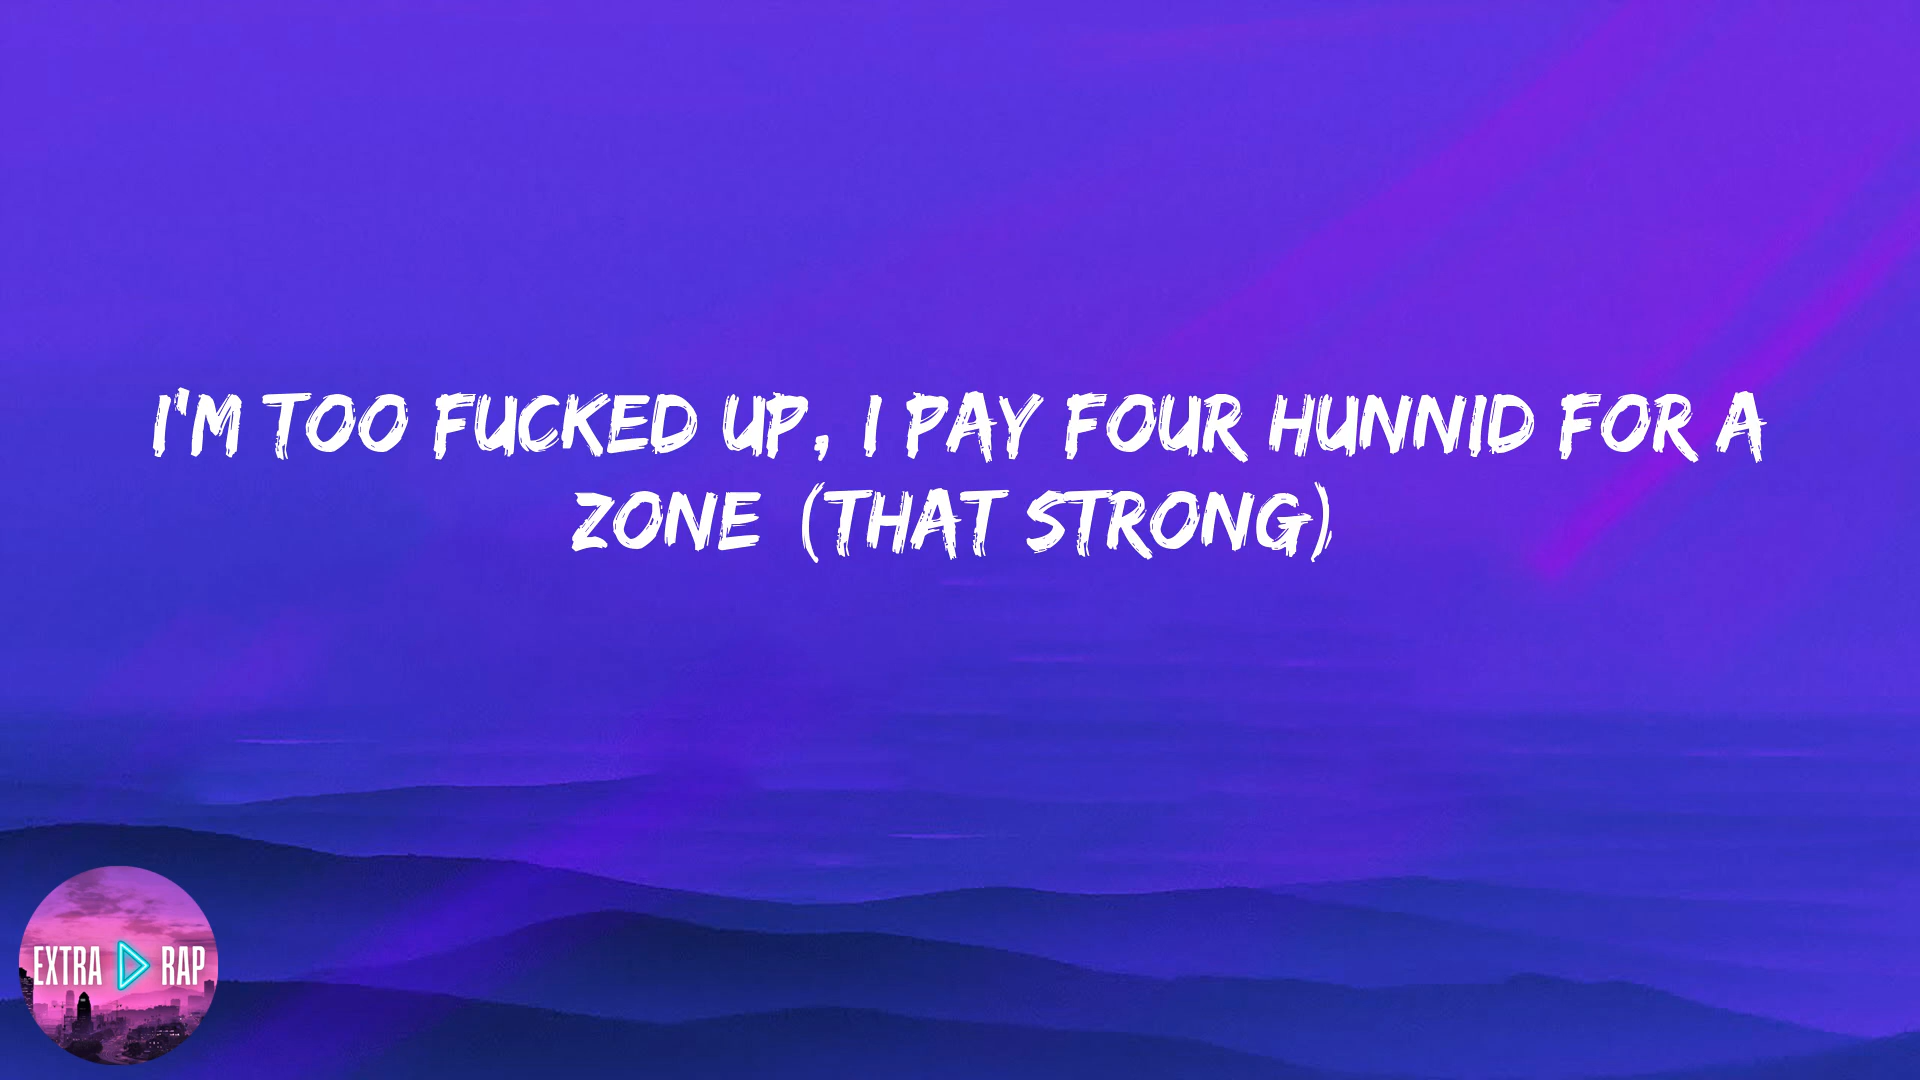 I'M TOO FUCKED UP, I PAY FOUR HUNNID FOR A
ZONE (THAT STRONG)
EXTRA RAP